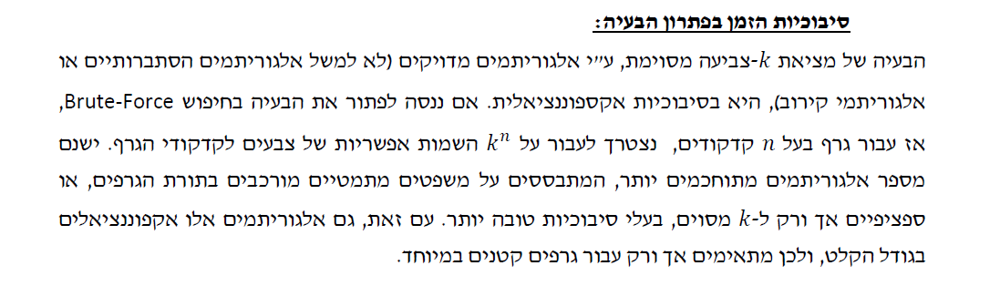 סיבוכיות הזמן בפתרון הבעיה:
הבעיה של מציאת k-צביעה מסוימת, ע״י אלגוריתמים מדויקים (לא למשל אלגוריתמים הסתברותיים או
אלגוריתמי קירוב), היא בסיבוכיות אקספוננציאלית. אם ננסה לפתור את הבעיה בחיפוש Brute-Force,
אז עבור גרף בעל n קדקודים, נצטרך לעבור על kⁿ השמות אפשריות של צבעים לקדקודי הגרף. ישנם
מספר אלגוריתמים מתוחכמים יותר, המתבססים על משפטים מתמטיים מורכבים בתורת הגרפים, או
ספציפיים אך ורק ל-k מסוים, בעלי סיבוכיות טובה יותר. עם זאת, גם אלגוריתמים אלו אקפוננציאלים
בגודל הקלט, ולכן מתאימים אך ורק עבור גרפים קטנים במיוחד.